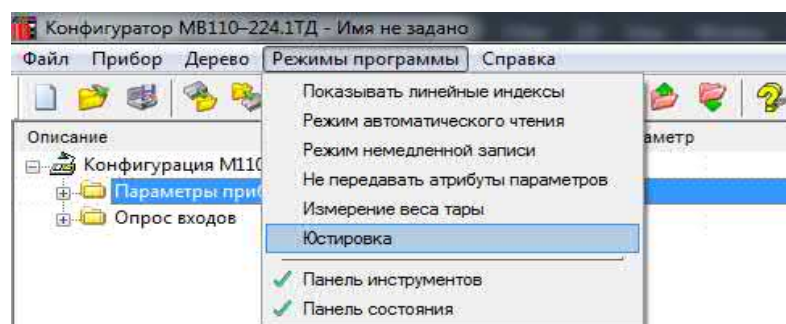 Конфигуратор МВ110–224.1ТД - Имя не задано
Файл Прибор Дерево Режимы программы Справка
Показывать линейные индексы
Режим автоматического чтения
Режим немедленной записи
Не передавать атрибуты параметров
Измерение веса тары
Юстировка
Панель инструментов
Панель состояния
Описание
аметр
Конфигурация М110
Параметры приб
Опрос входов